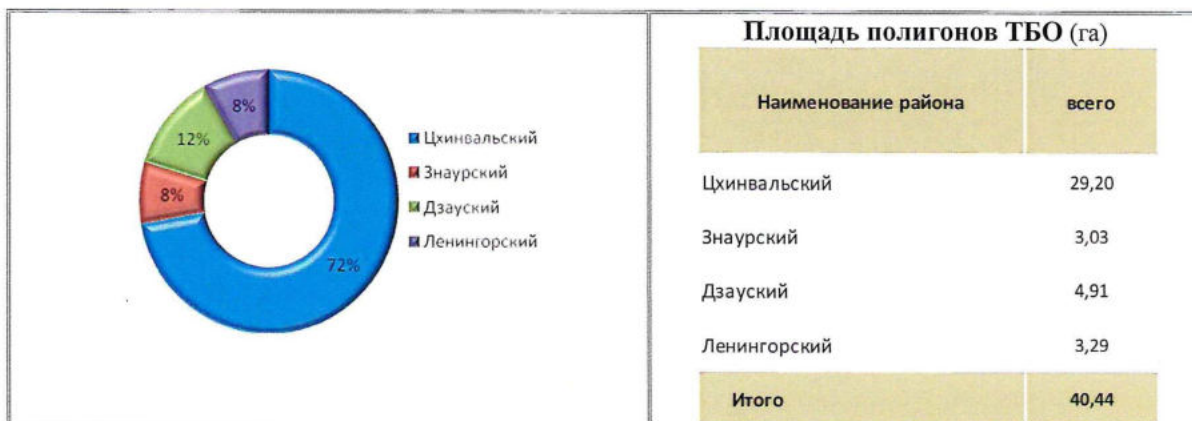 8%
12%
8%
72%
Цхинвальский
Знаурский
Дзауский
Ленингорский
Площадь полигонов ТБО (га)
Наименование района всего
Цхинвальский 29,20
Знаурский 3,03
Дзауский 4,91
Ленингорский 3,29
Итого 40,44